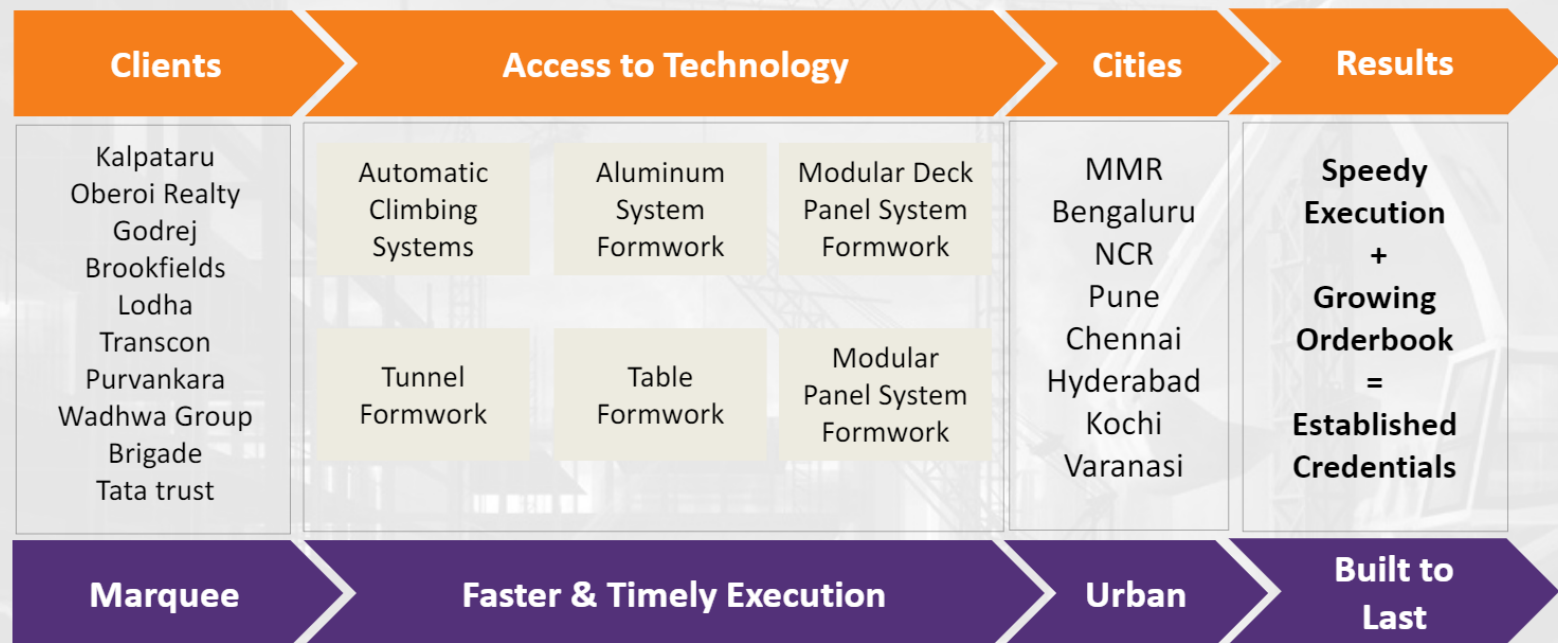 Clients
Access to Technology
Cities
Results
Kalpataru
Oberoi Realty
Godrej
Brookfields
Lodha
Transcon
Purvankara
Wadhwa Group
Brigade
Tata trust
Automatic
Climbing
Systems
Aluminum
System
Formwork
Modular Deck
Panel System
Formwork
Tunnel
Formwork
Table
Formwork
Modular
Panel System
Formwork
MMR
Bengaluru
NCR
Pune
Chennai
Hyderabad
Kochi
Varanasi
Speedy
Execution
+
Growing
Orderbook
=
Established
Credentials
Marquee
Faster & Timely Execution
Urban
Built to
Last